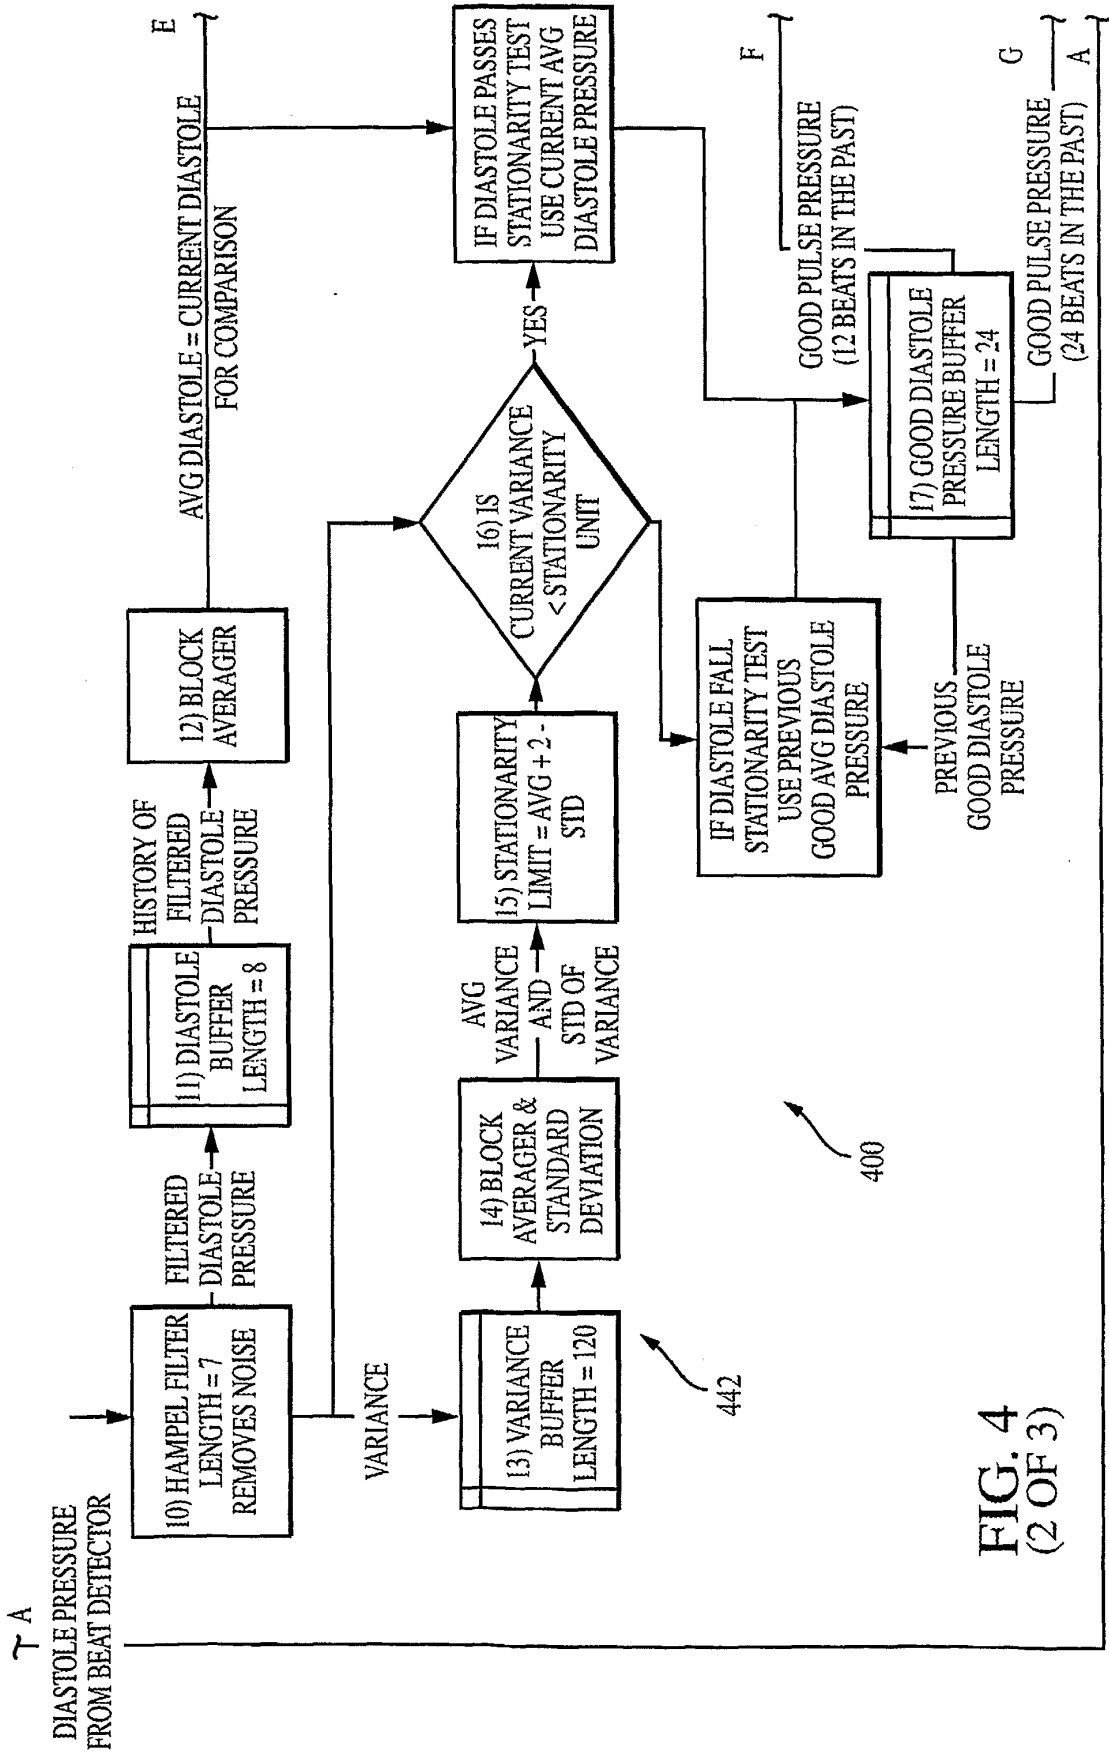 A
DIASTOLE PRESSURE
FROM BEAT DETECTOR
10) HAMPEL FILTER
LENGTH = 7
REMOVES NOISE
FILTERED
DIASTOLE
PRESSURE
11) DIASTOLE
BUFFER
LENGTH = 8
HISTORY OF
FILTERED
DIASTOLE
PRESSURE
12) BLOCK
AVERAGER
AVG DIASTOLE = CURRENT DIASTOLE
FOR COMPARISON
E
VARIANCE
13) VARIANCE
BUFFER
LENGTH = 120
442
14) BLOCK
AVERAGER &
STANDARD
DEVIATION
AVG
VARIANCE
AND
STD OF
VARIANCE
15) STATIONARITY
LIMIT = AVG + 2 -
STD
16) IS
CURRENT VARIANCE
< STATIONARITY
UNIT
YES
IF DIASTOLE PASSES
STATIONARITY TEST
USE CURRENT AVG
DIASTOLE PRESSURE
400
IF DIASTOLE FALL
STATIONARITY TEST
USE PREVIOUS
GOOD AVG DIASTOLE
PRESSURE
PREVIOUS
GOOD DIASTOLE
PRESSURE
17) GOOD DIASTOLE
PRESSURE BUFFER
LENGTH = 24
F
GOOD PULSE PRESSURE
(12 BEATS IN THE PAST)
G
GOOD PULSE PRESSURE
(24 BEATS IN THE PAST)
A
FIG. 4
(2 OF 3)